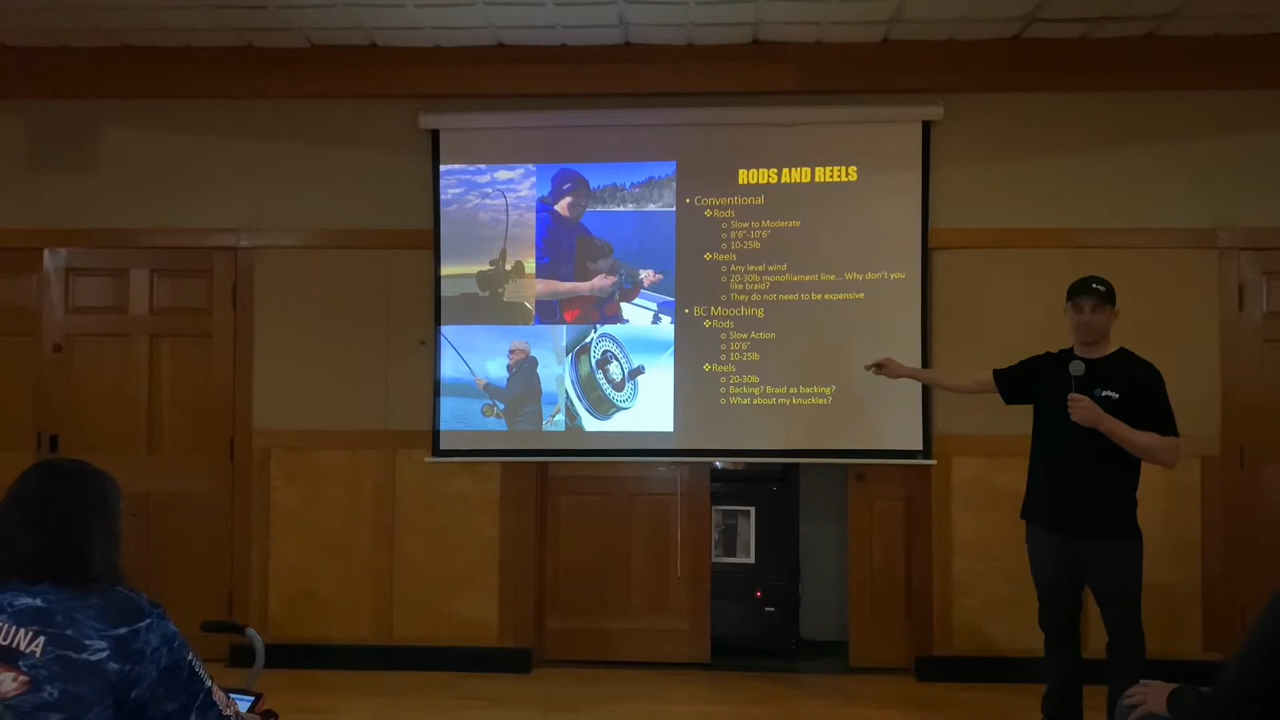 RODS AND REELS
• Conventional
❖Rods
o Slow to Moderate
o 8'6"-10'6"
o 10-25lb
❖Reels
o Any level wind
o 20-30lb monofilament line... Why don't you
like braid?
o They do not need to be expensive
• BC Mooching
❖Rods
o Slow Action
o 10'6"
o 10-25lb
❖Reels
o 20-30lb
o Backing? Braid as backing?
o What about my knuckles?
gibbs
TUNA